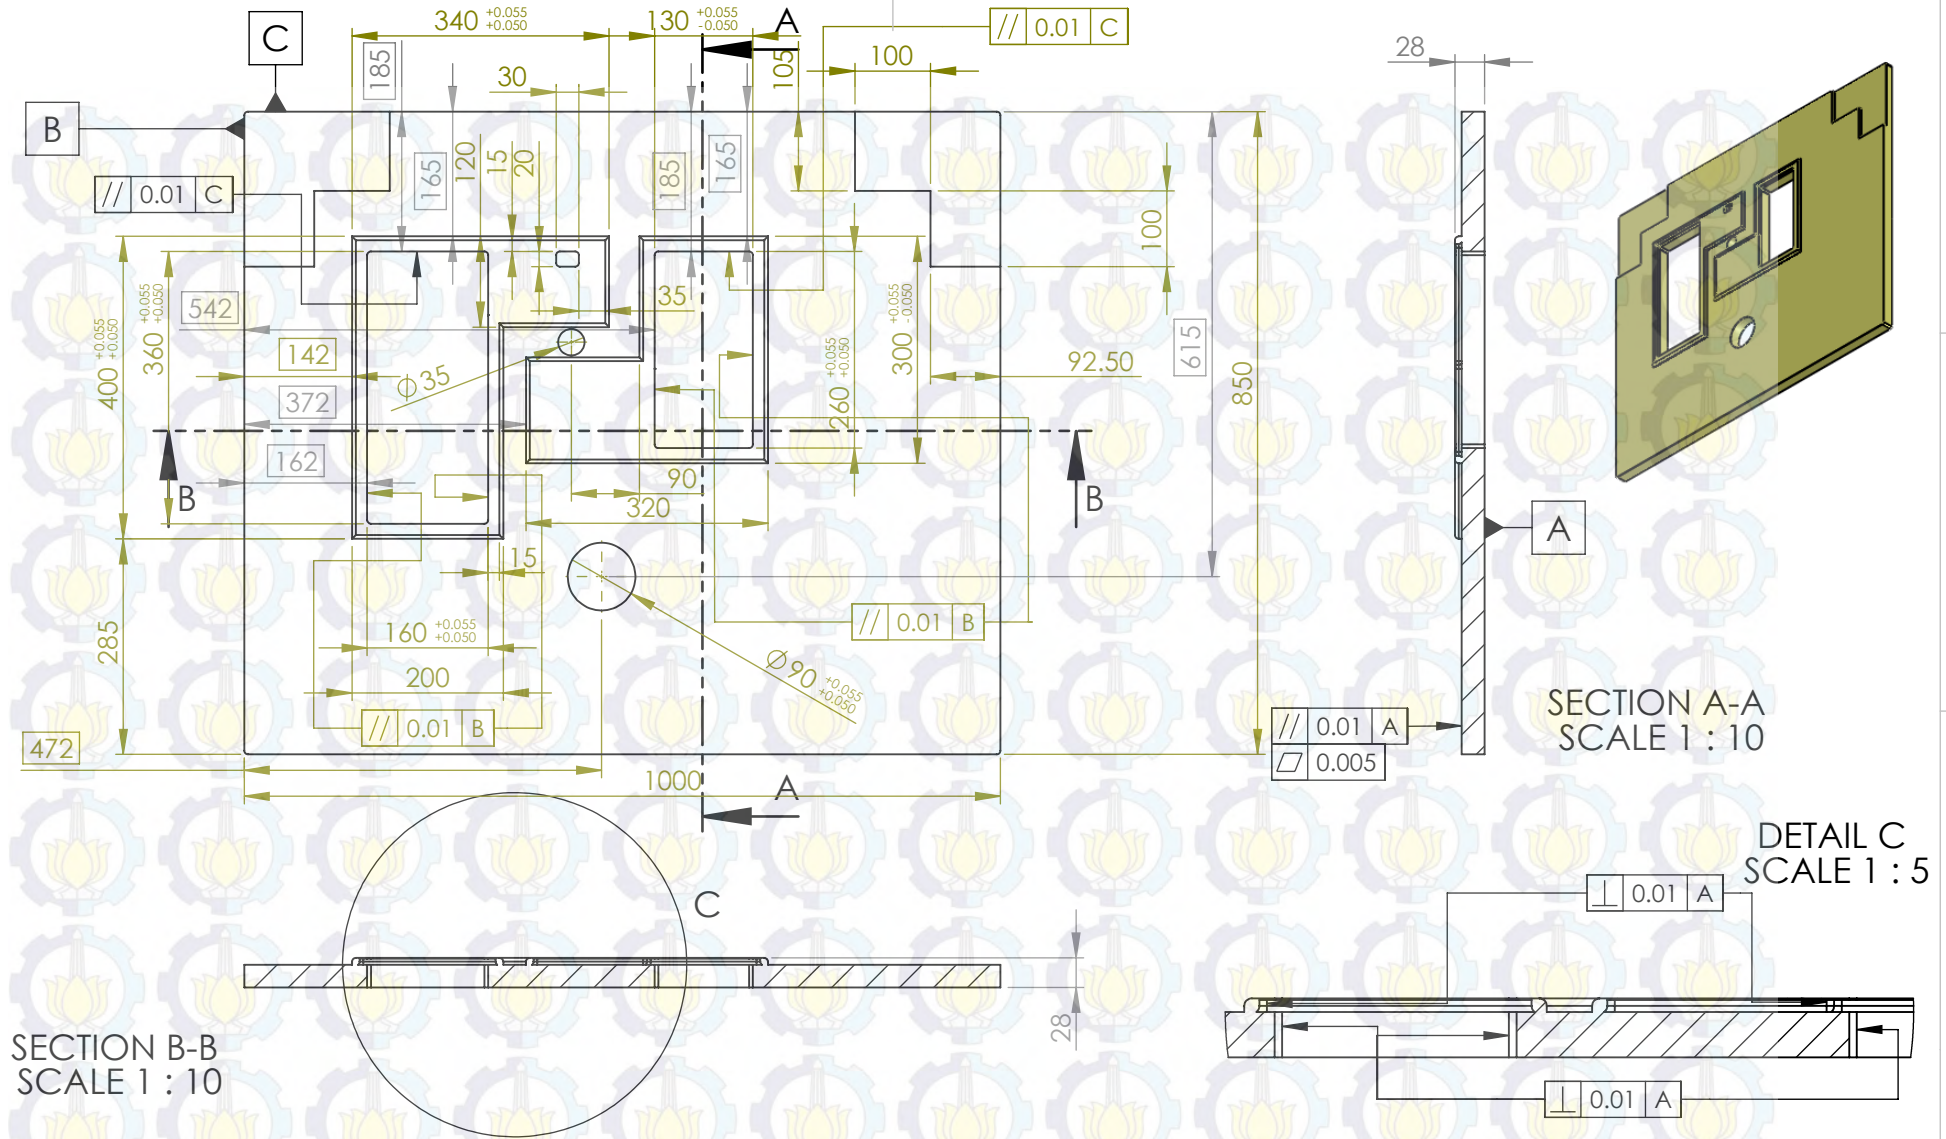 340 +0.055 +0.050
130 +0.055 -0.050
A
// 0.01 C
C
185
30
105
100
28
B
165
120
15
20
185
165
// 0.01 C
100
542
35
400 +0.055 +0.050
360 +0.055 +0.050
142
Ø35
260 +0.055 +0.050
300 +0.055 -0.050
92.50
615
850
372
162
B
90
320
B
A
15
285
160 +0.055 +0.050
// 0.01 B
200
Ø90 +0.055 +0.050
// 0.01 B
472
1000
A
// 0.01 A
⏥ 0.005
SECTION A-A
SCALE 1 : 10
DETAIL C
SCALE 1 : 5
C
⊥ 0.01 A
28
SECTION B-B
SCALE 1 : 10
⊥ 0.01 A